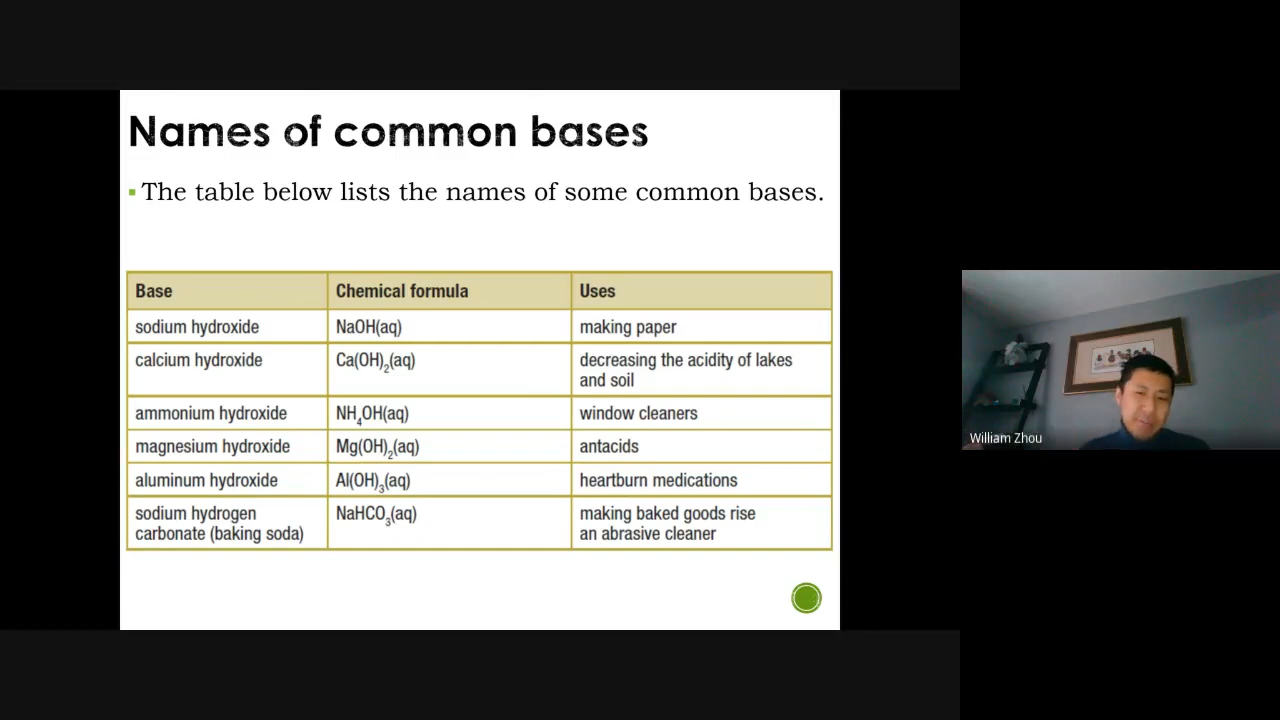 Names of common bases
▪ The table below lists the names of some common bases.
Base Chemical formula Uses
sodium hydroxide NaOH(aq) making paper
calcium hydroxide Ca(OH)₂(aq) decreasing the acidity of lakes
and soil
ammonium hydroxide NH₄OH(aq) window cleaners
magnesium hydroxide Mg(OH)₂(aq) antacids
aluminum hydroxide Al(OH)₃(aq) heartburn medications
sodium hydrogen NaHCO₃(aq) making baked goods rise
carbonate (baking soda) an abrasive cleaner
William Zhou